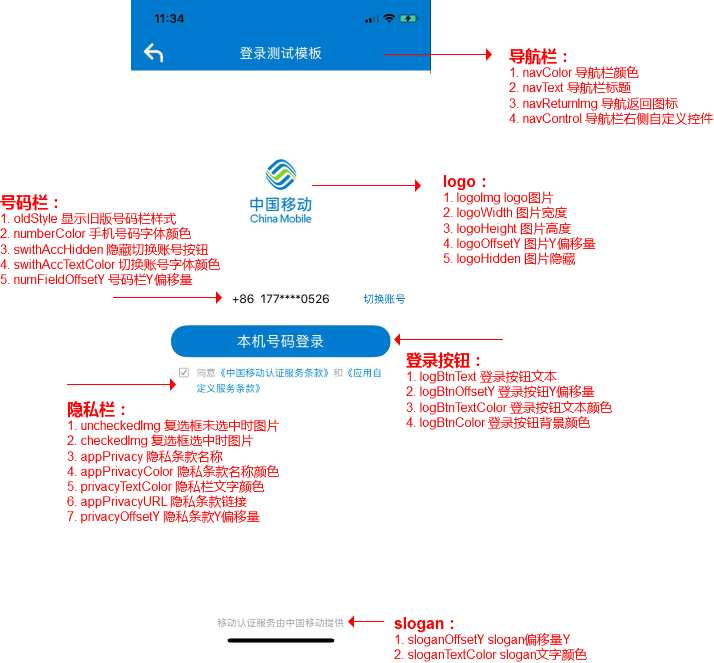 11:34
登录测试模板
导航栏：
1. navColor 导航栏颜色
2. navText 导航栏标题
3. navReturnImg 导航返回图标
4. navControl 导航栏右侧自定义控件
中国移动
China Mobile
logo：
1. logoImg logo图片
2. logoWidth 图片宽度
3. logoHeight 图片高度
4. logoOffsetY 图片Y偏移量
5. logoHidden 图片隐藏
号码栏：
1. oldStyle 显示旧版号码栏样式
2. numberColor 手机号码字体颜色
3. swithAccHidden 隐藏切换账号按钮
4. swithAccTextColor 切换账号字体颜色
5. numFieldOffsetY 号码栏Y偏移量
+86 177****0526 切换账号
本机号码登录
同意《中国移动认证服务条款》和《应用自
定义服务条款》
登录按钮：
1. logBtnText 登录按钮文本
2. logBtnOffsetY 登录按钮Y偏移量
3. logBtnTextColor 登录按钮文本颜色
4. logBtnColor 登录按钮背景颜色
隐私栏：
1. uncheckedImg 复选框未选中时图片
2. checkedImg 复选框选中时图片
3. appPrivacy 隐私条款名称
4. appPrivacyColor 隐私条款名称颜色
5. privacyTextColor 隐私栏文字颜色
6. appPrivacyURL 隐私条款链接
7. privacyOffsetY 隐私条款Y偏移量
移动认证服务由中国移动提供
slogan：
1. sloganOffsetY slogan偏移量Y
2. sloganTextColor slogan文字颜色